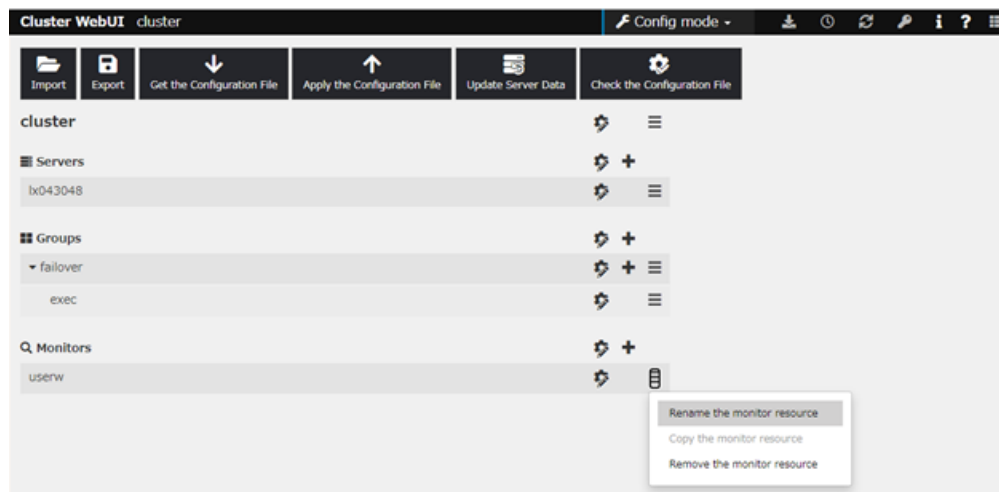 Cluster WebUI cluster Config mode
Import Export Get the Configuration File Apply the Configuration File Update Server Data Check the Configuration File
cluster
Servers
lx043048
Groups
failover
exec
Monitors
userw
Rename the monitor resource
Copy the monitor resource
Remove the monitor resource